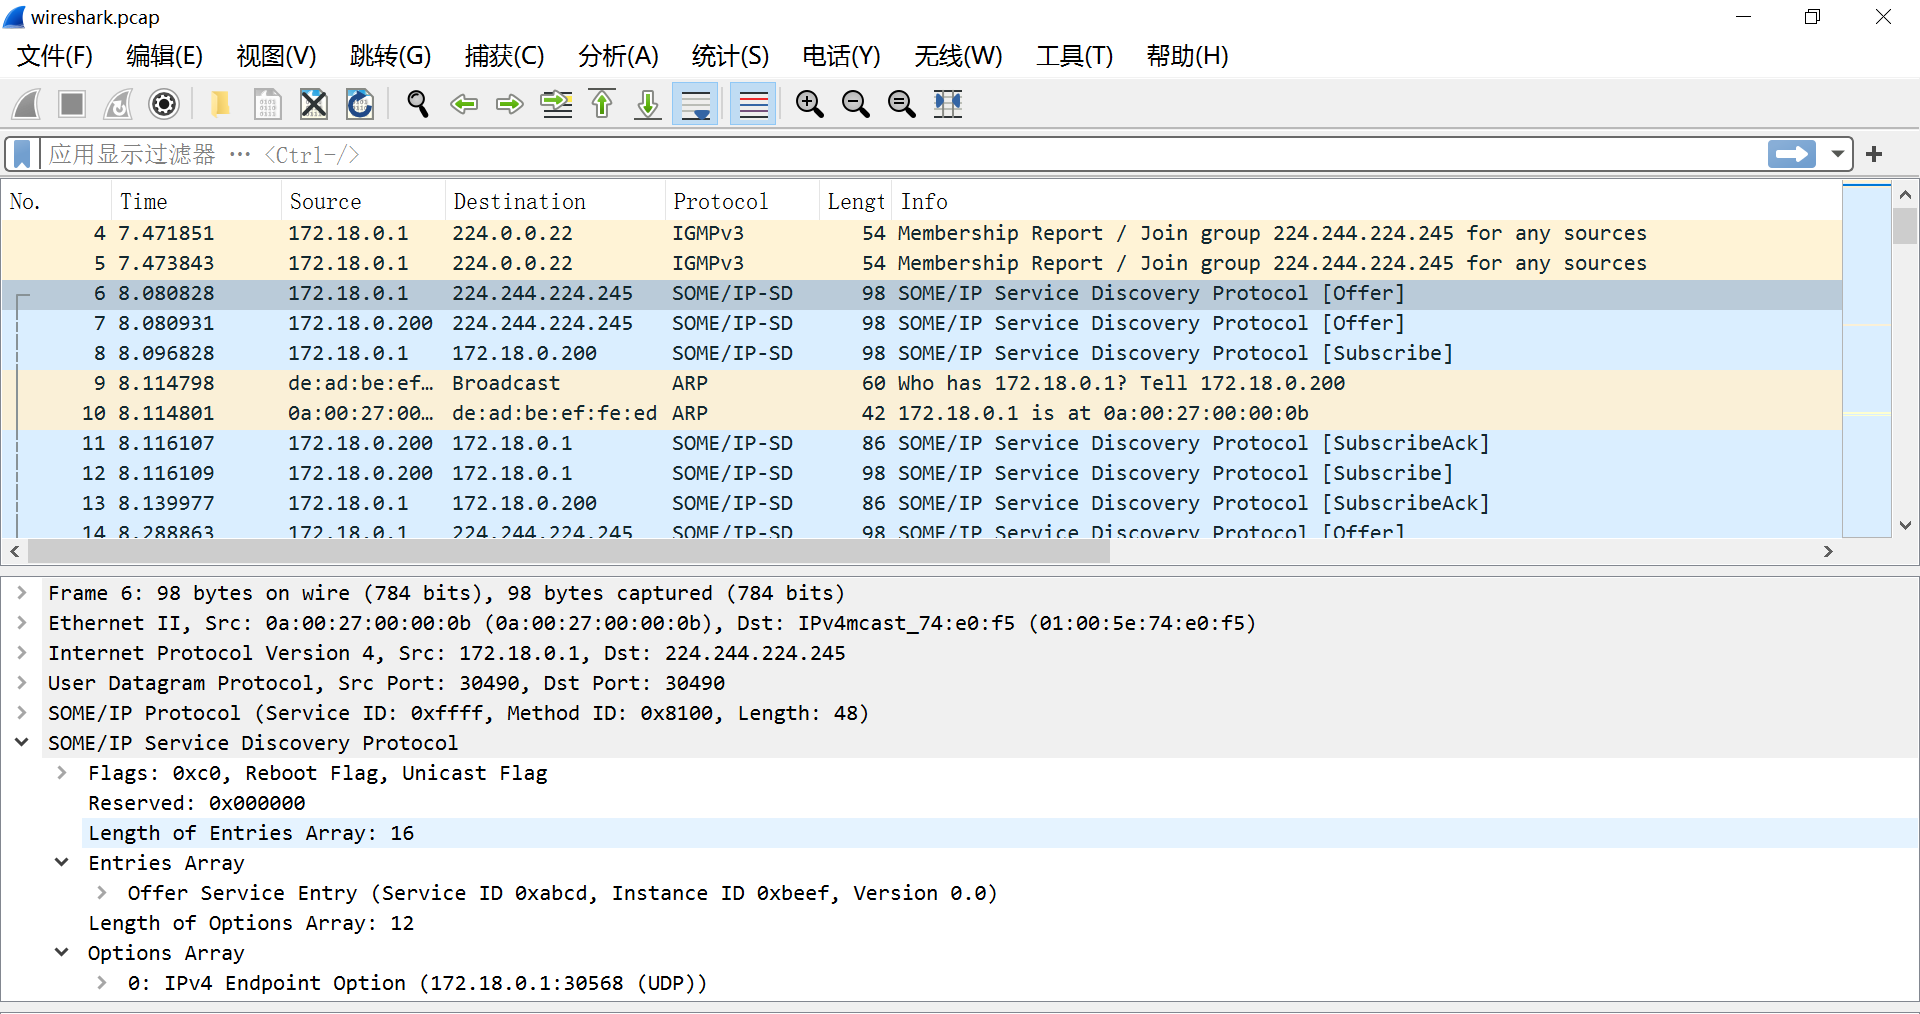 wireshark.pcap
文件(F) 编辑(E) 视图(V) 跳转(G) 捕获(C) 分析(A) 统计(S) 电话(Y) 无线(W) 工具(T) 帮助(H)
应用显示过滤器 … <Ctrl-/>
No. Time Source Destination Protocol Lengt Info
4 7.471851 172.18.0.1 224.0.0.22 IGMPv3 54 Membership Report / Join group 224.244.224.245 for any sources
5 7.473843 172.18.0.1 224.0.0.22 IGMPv3 54 Membership Report / Join group 224.244.224.245 for any sources
6 8.080828 172.18.0.1 224.244.224.245 SOME/IP-SD 98 SOME/IP Service Discovery Protocol [Offer]
7 8.080931 172.18.0.200 224.244.224.245 SOME/IP-SD 98 SOME/IP Service Discovery Protocol [Offer]
8 8.096828 172.18.0.1 172.18.0.200 SOME/IP-SD 98 SOME/IP Service Discovery Protocol [Subscribe]
9 8.114798 de:ad:be:ef… Broadcast ARP 60 Who has 172.18.0.1? Tell 172.18.0.200
10 8.114801 0a:00:27:00… de:ad:be:ef:fe:ed ARP 42 172.18.0.1 is at 0a:00:27:00:00:0b
11 8.116107 172.18.0.200 172.18.0.1 SOME/IP-SD 86 SOME/IP Service Discovery Protocol [SubscribeAck]
12 8.116109 172.18.0.200 172.18.0.1 SOME/IP-SD 98 SOME/IP Service Discovery Protocol [Subscribe]
13 8.139977 172.18.0.1 172.18.0.200 SOME/IP-SD 86 SOME/IP Service Discovery Protocol [SubscribeAck]
14 8.288863 172.18.0.1 224.244.224.245 SOME/IP-SD 98 SOME/IP Service Discovery Protocol [Offer]
Frame 6: 98 bytes on wire (784 bits), 98 bytes captured (784 bits)
Ethernet II, Src: 0a:00:27:00:00:0b (0a:00:27:00:00:0b), Dst: IPv4mcast_74:e0:f5 (01:00:5e:74:e0:f5)
Internet Protocol Version 4, Src: 172.18.0.1, Dst: 224.244.224.245
User Datagram Protocol, Src Port: 30490, Dst Port: 30490
SOME/IP Protocol (Service ID: 0xffff, Method ID: 0x8100, Length: 48)
SOME/IP Service Discovery Protocol
Flags: 0xc0, Reboot Flag, Unicast Flag
Reserved: 0x000000
Length of Entries Array: 16
Entries Array
Offer Service Entry (Service ID 0xabcd, Instance ID 0xbeef, Version 0.0)
Length of Options Array: 12
Options Array
0: IPv4 Endpoint Option (172.18.0.1:30568 (UDP))